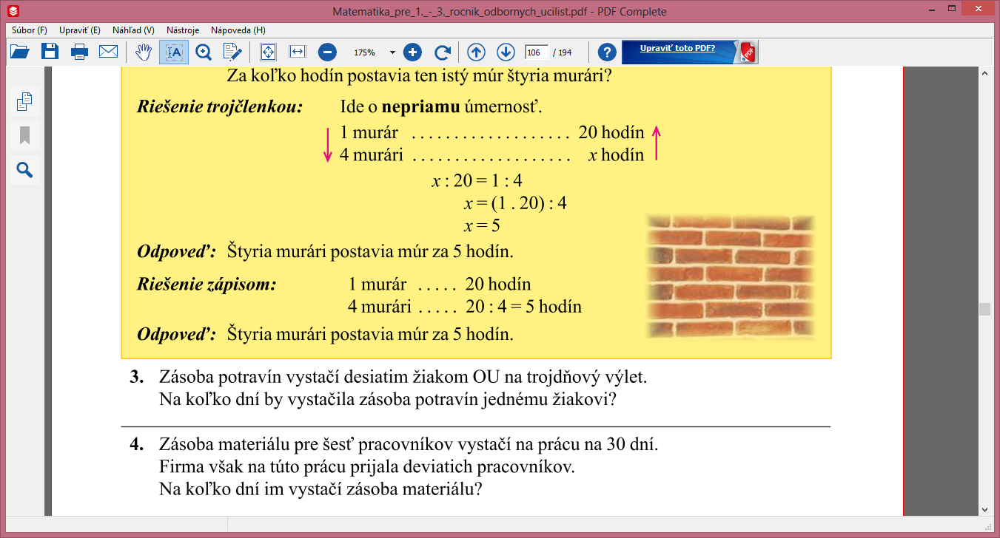 Matematika_pre_1._-_3._rocnik_odbornych_ucilist.pdf - PDF Complete
Súbor (F) Upraviť (E) Náhľad (V) Nástroje Nápoveda (H)
175% 106 / 194 Upraviť toto PDF? PDF
Za koľko hodín postavia ten istý múr štyria murári?
Riešenie trojčlenkou: Ide o nepriamu úmernosť.
1 murár . . . . . . . . . . . . . . . . . . . 20 hodín
4 murári . . . . . . . . . . . . . . . . . . . x hodín
x : 20 = 1 : 4
x = (1 . 20) : 4
x = 5
Odpoveď: Štyria murári postavia múr za 5 hodín.
Riešenie zápisom: 1 murár . . . . . 20 hodín
4 murári . . . . . 20 : 4 = 5 hodín
Odpoveď: Štyria murári postavia múr za 5 hodín.
3. Zásoba potravín vystačí desiatim žiakom OU na trojdňový výlet.
Na koľko dní by vystačila zásoba potravín jednému žiakovi?
4. Zásoba materiálu pre šesť pracovníkov vystačí na prácu na 30 dní.
Firma však na túto prácu prijala deviatich pracovníkov.
Na koľko dní im vystačí zásoba materiálu?